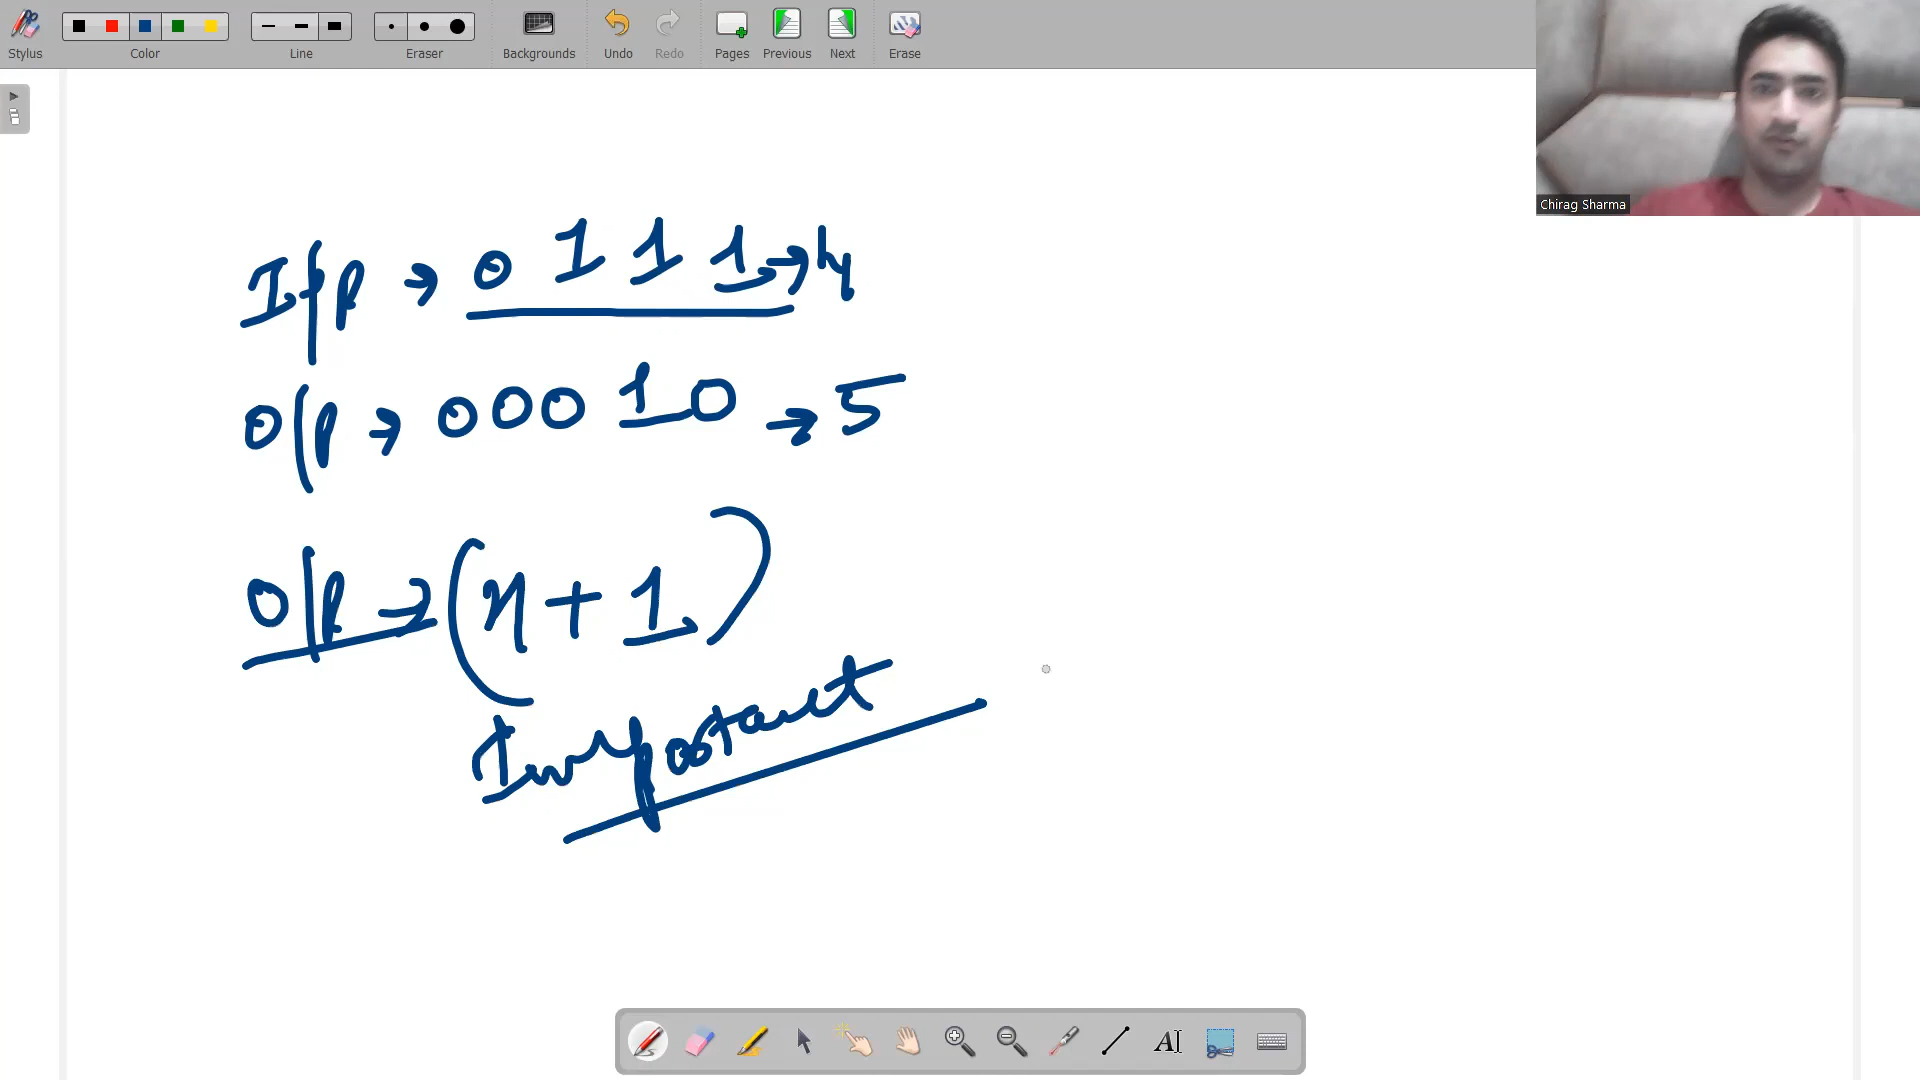 Stylus
Color
Line
Eraser
Backgrounds
Undo
Redo
Pages
Previous
Next
Erase
Chirag Sharma
I/p → 0 1 1 1 → 4
O/p → 0 0 0 1 0 → 5
O/p → (n + 1)
Important
AI